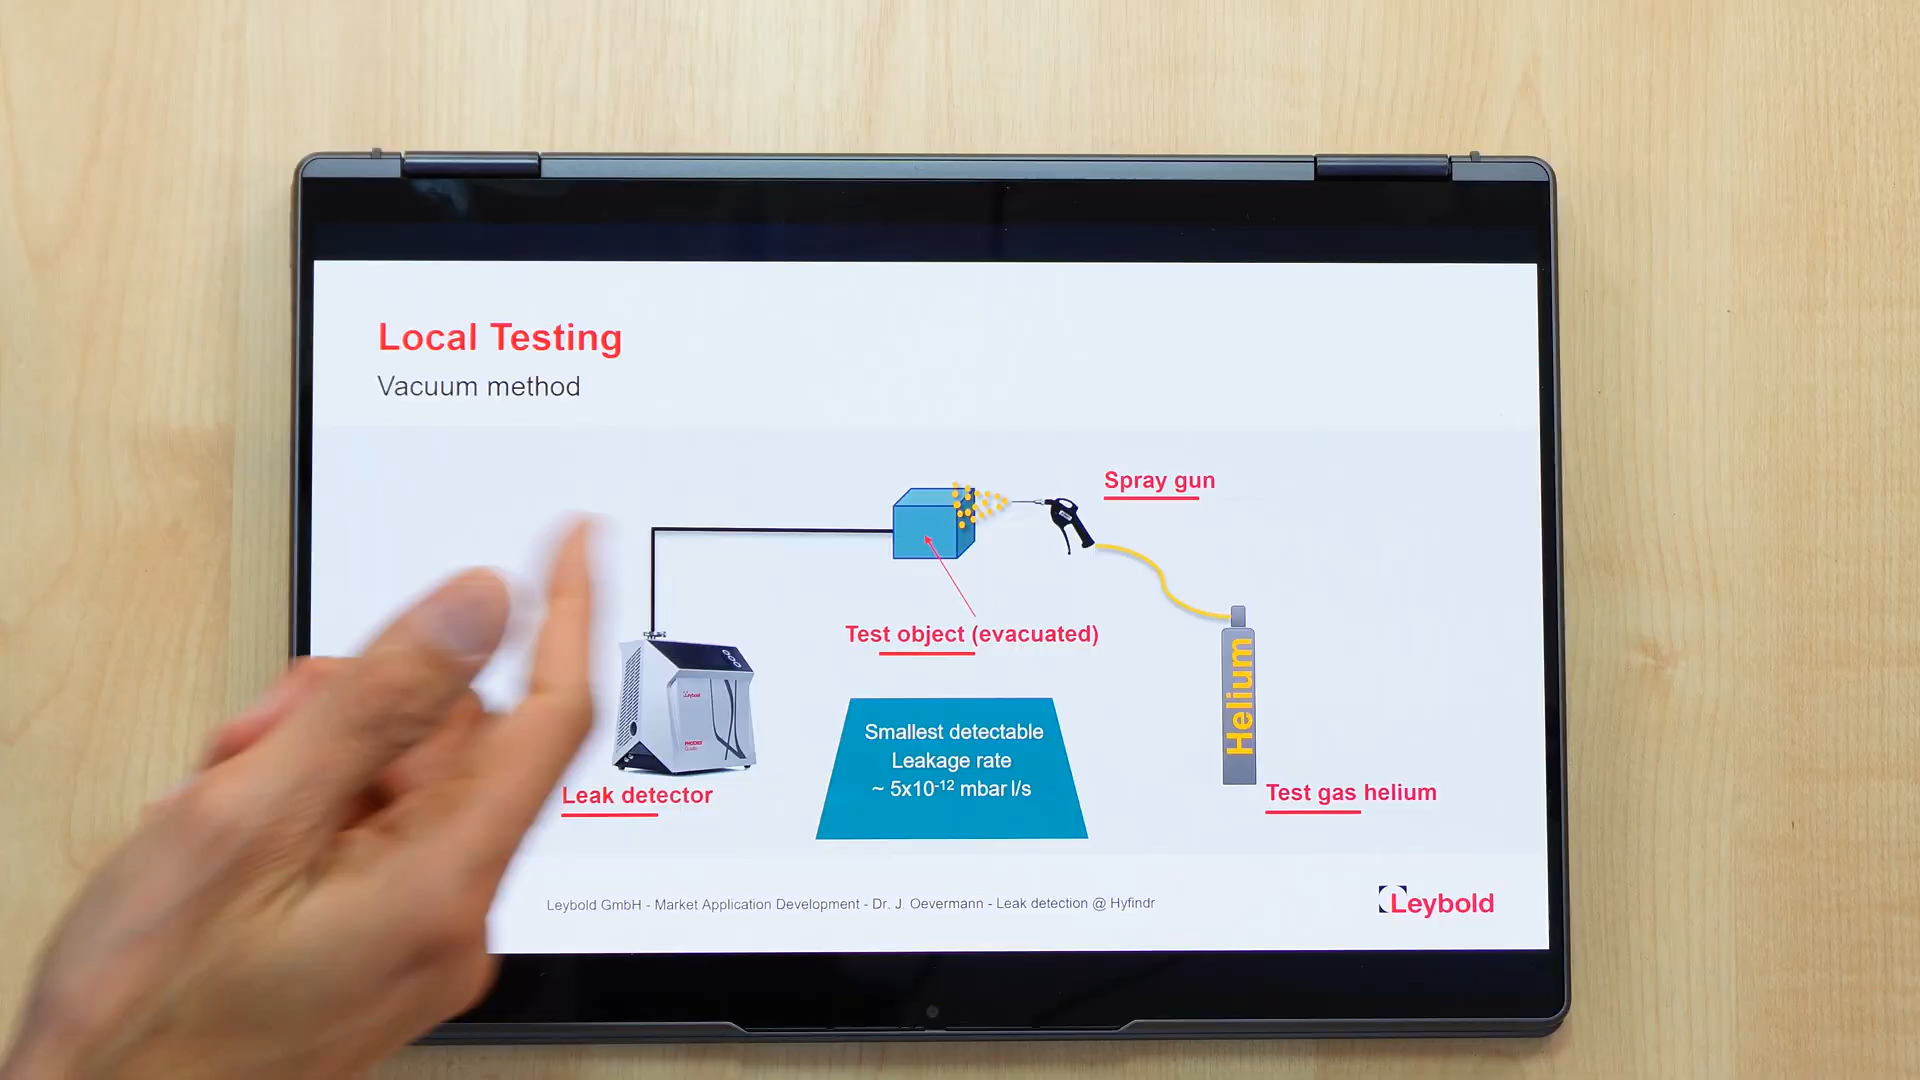 Local Testing
Vacuum method
Spray gun
Test object (evacuated)
Helium
Smallest detectable
Leakage rate
~ 5x10⁻¹² mbar l/s
Leybold
Leak detector
Test gas helium
Leybold GmbH - Market Application Development - Dr. J. Oevermann - Leak detection @ Hyfindr
Leybold